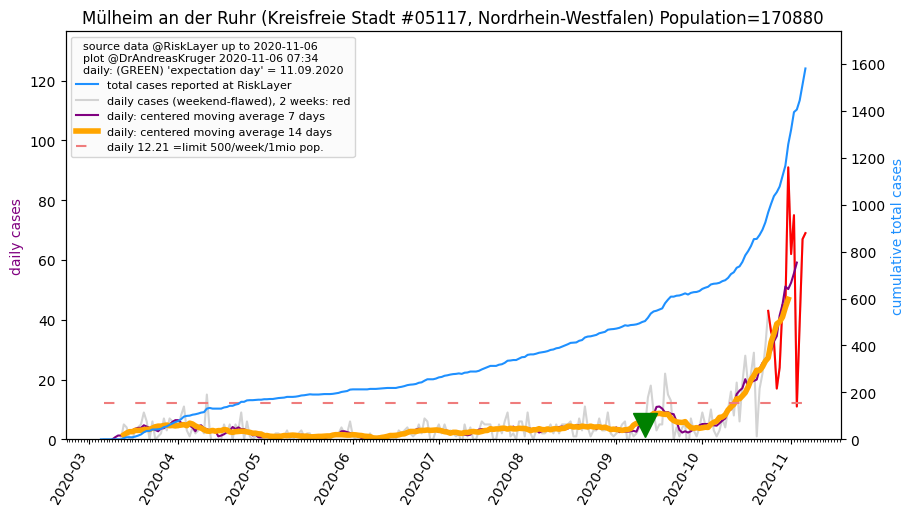 Mülheim an der Ruhr (Kreisfreie Stadt #05117, Nordrhein-Westfalen) Population=170880
source data @RiskLayer up to 2020-11-06
plot @DrAndreasKruger 2020-11-06 07:34
daily: (GREEN) 'expectation day' = 11.09.2020
total cases reported at RiskLayer
daily cases (weekend-flawed), 2 weeks: red
daily: centered moving average 7 days
daily: centered moving average 14 days
daily 12.21 =limit 500/week/1mio pop.
daily cases
120
100
80
60
40
20
0
1600
1400
1200
1000
800
600
400
200
0
cumulative total cases
2020-03
2020-04
2020-05
2020-06
2020-07
2020-08
2020-09
2020-10
2020-11